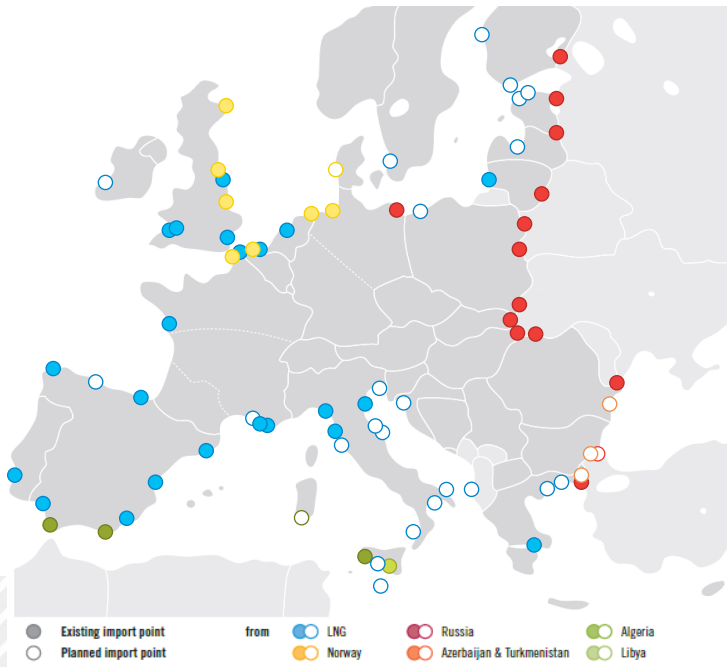 Existing import point from LNG Russia Algeria
Planned import point Norway Azerbaijan & Turkmenistan Libya